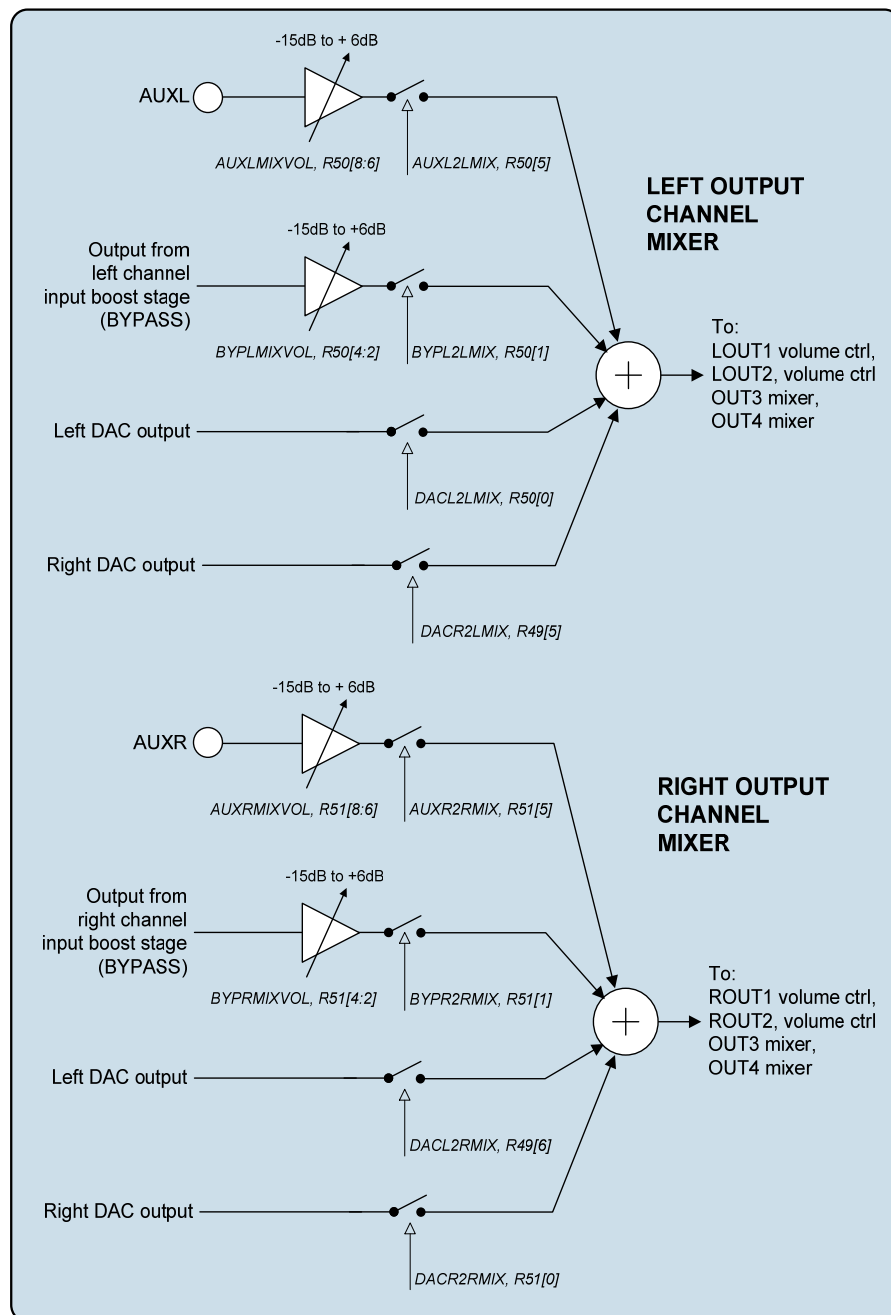 -15dB to + 6dB
AUXL
AUXLMIXVOL, R50[8:6]
AUXL2LMIX, R50[5]
LEFT OUTPUT
CHANNEL
MIXER
-15dB to +6dB
Output from
left channel
input boost stage
(BYPASS)
BYPLMIXVOL, R50[4:2]
BYPL2LMIX, R50[1]
To:
LOUT1 volume ctrl,
LOUT2, volume ctrl
OUT3 mixer,
OUT4 mixer
Left DAC output
DACL2LMIX, R50[0]
Right DAC output
DACR2LMIX, R49[5]
-15dB to + 6dB
AUXR
AUXRMIXVOL, R51[8:6]
AUXR2RMIX, R51[5]
RIGHT OUTPUT
CHANNEL
MIXER
-15dB to +6dB
Output from
right channel
input boost stage
(BYPASS)
BYPRMIXVOL, R51[4:2]
BYPR2RMIX, R51[1]
To:
ROUT1 volume ctrl,
ROUT2, volume ctrl
OUT3 mixer,
OUT4 mixer
Left DAC output
DACL2RMIX, R49[6]
Right DAC output
DACR2RMIX, R51[0]